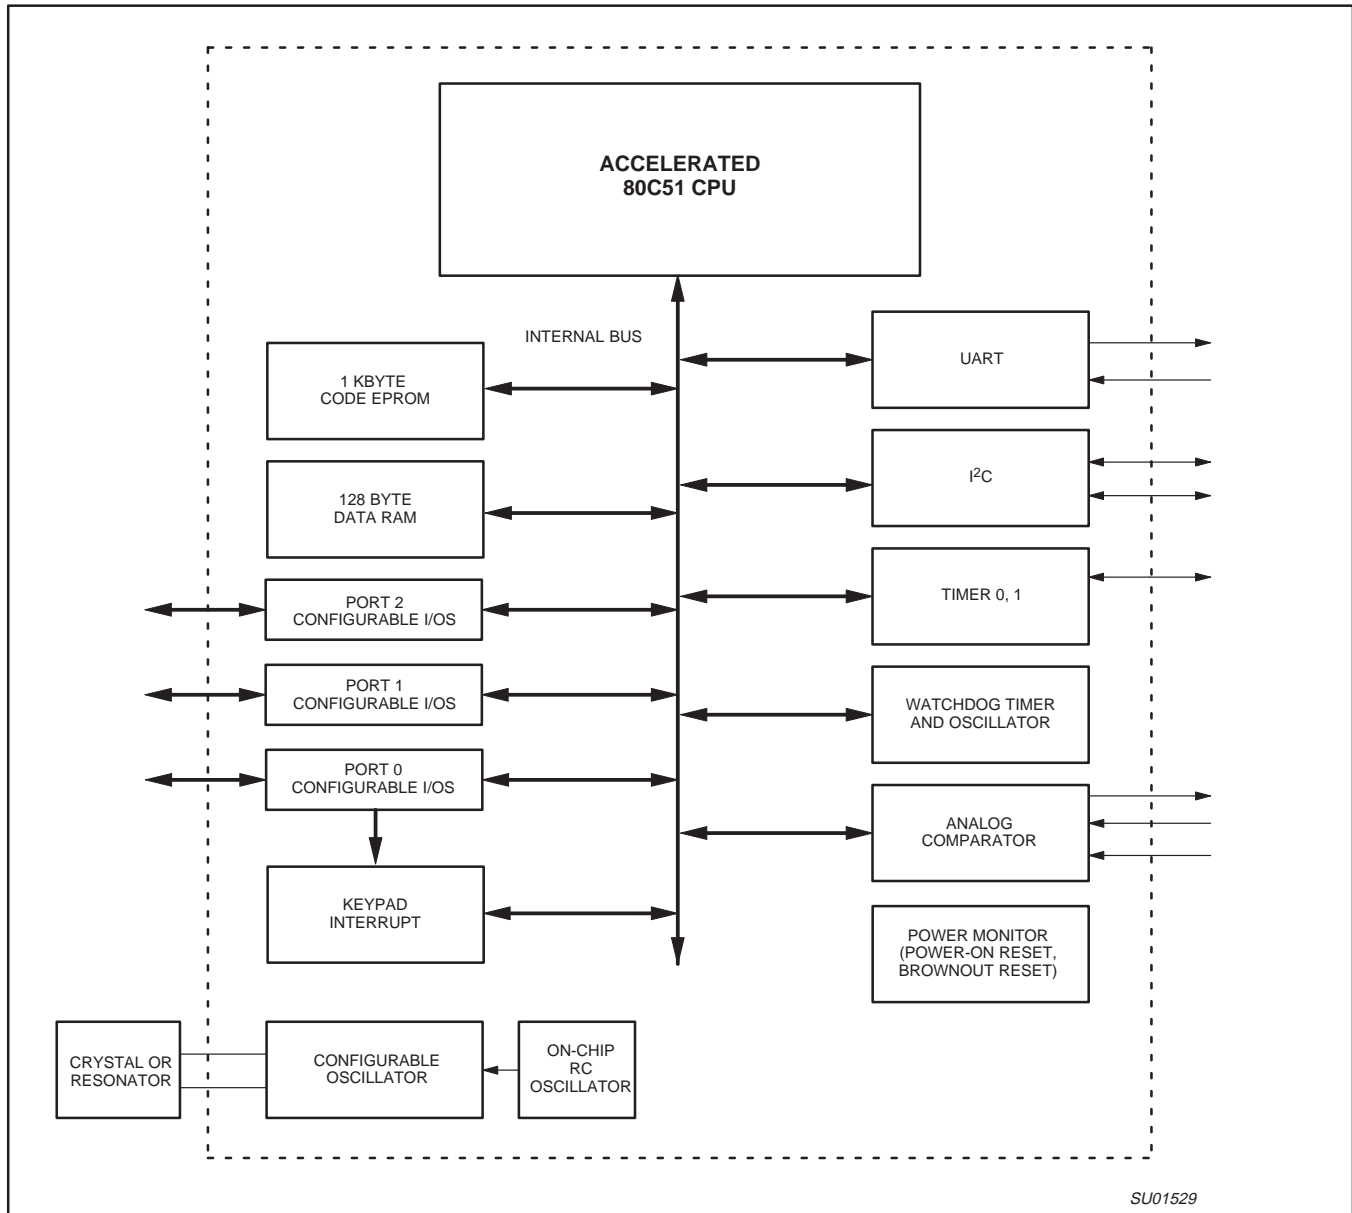 ACCELERATED
80C51 CPU
INTERNAL BUS
1 KBYTE
CODE EPROM
128 BYTE
DATA RAM
PORT 2
CONFIGURABLE I/OS
PORT 1
CONFIGURABLE I/OS
PORT 0
CONFIGURABLE I/OS
KEYPAD
INTERRUPT
CRYSTAL OR
RESONATOR
CONFIGURABLE
OSCILLATOR
ON-CHIP
RC
OSCILLATOR
UART
I²C
TIMER 0, 1
WATCHDOG TIMER
AND OSCILLATOR
ANALOG
COMPARATOR
POWER MONITOR
(POWER-ON RESET,
BROWNOUT RESET)
SU01529